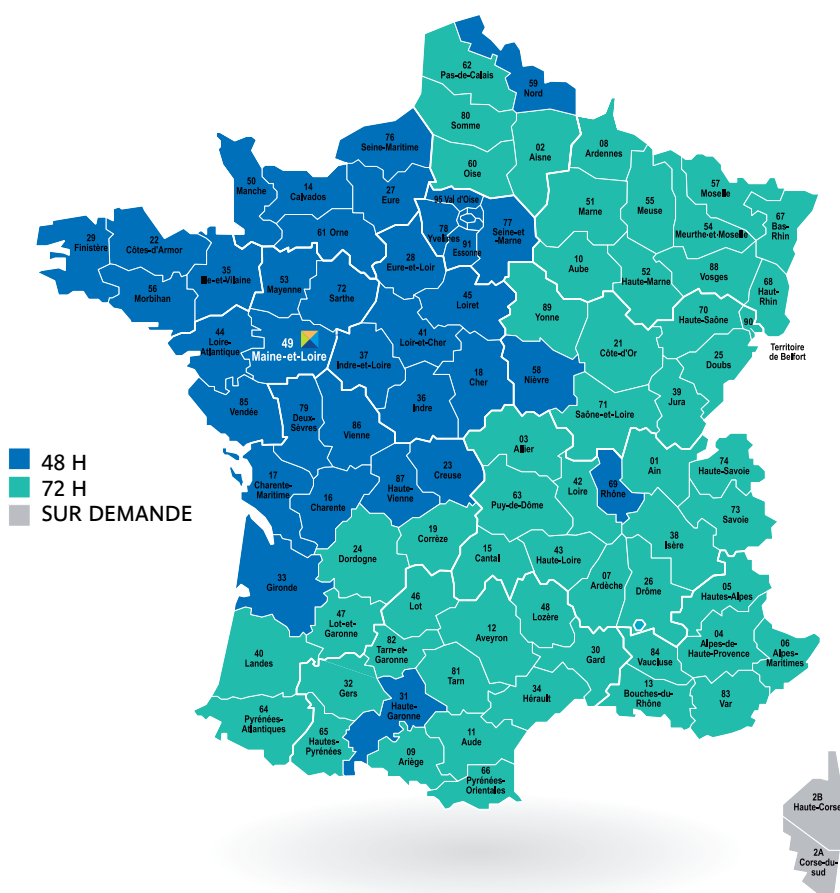 62
Pas-de-Calais
59
Nord
80
Somme
02
Aisne
08
Ardennes
76
Seine-Maritime
60
Oise
57
Moselle
50
Manche
14
Calvados
27
Eure
95 Val d'Oise
51
Marne
55
Meuse
67
Bas-
Rhin
61 Orne
78
Yvelines
77
Seine-et
Marne
54
Meurthe-et-Moselle
29
Finistère
22
Côtes-d'Armor
91
Essonne
35
Ille-et-Vilaine
28
Eure-et-Loir
10
Aube
52
Haute-Marne
88
Vosges
68
Haut-
Rhin
56
Morbihan
53
Mayenne
72
Sarthe
45
Loiret
89
Yonne
70
Haute-Saône
90
Territoire
de Belfort
44
Loire-
Atlantique
49
Maine-et-Loire
41
Loir-et-Cher
21
Côte-d'Or
37
Indre-et-Loire
25
Doubs
18
Cher
58
Nièvre
85
Vendée
79
Deux-
Sèvres
36
Indre
39
Jura
71
Saône-et-Loire
86
Vienne
03
Allier
48 H
72 H
SUR DEMANDE
01
Ain
74
Haute-Savoie
17
Charente-
Maritime
87
Haute-
Vienne
23
Creuse
42
Loire
69
Rhône
16
Charente
63
Puy-de-Dôme
73
Savoie
19
Corrèze
38
Isère
24
Dordogne
15
Cantal
43
Haute-Loire
33
Gironde
07
Ardèche
26
Drôme
05
Hautes-Alpes
46
Lot
47
Lot-et-
Garonne
48
Lozère
12
Aveyron
04
Alpes-de-
Haute-Provence
06
Alpes-
Maritimes
82
Tarn-et-
Garonne
40
Landes
30
Gard
84
Vaucluse
32
Gers
81
Tarn
31
Haute-
Garonne
34
Hérault
13
Bouches-du-
Rhône
83
Var
64
Pyrénées-
Atlantiques
65
Hautes-
Pyrénées
09
Ariège
11
Aude
66
Pyrénées-
Orientales
2B
Haute-Corse
2A
Corse-du-
sud